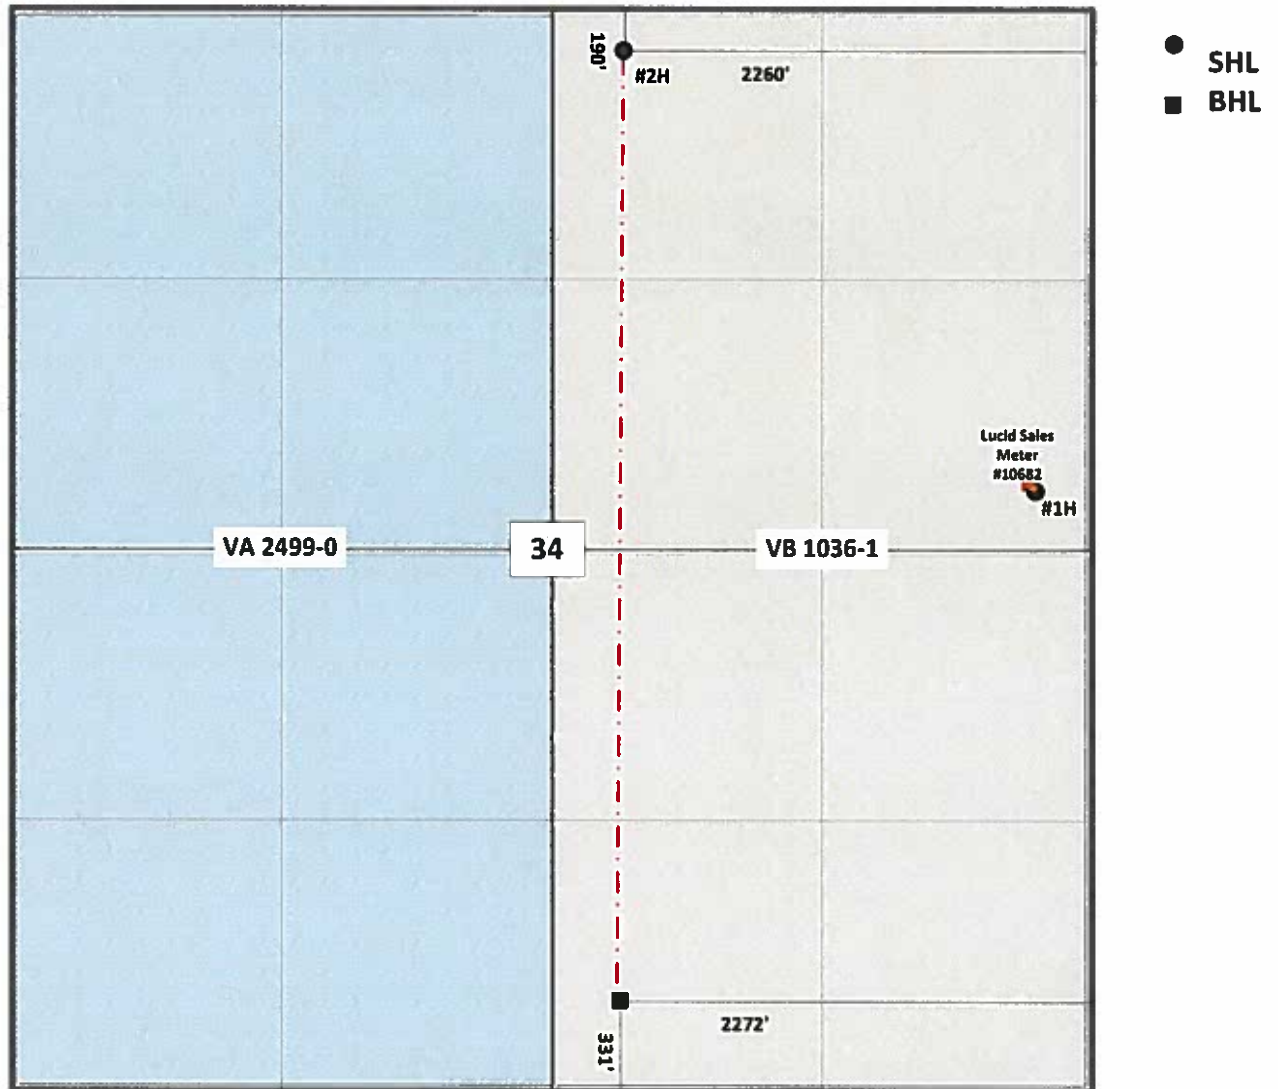 190'
#2H
2260'
SHL
BHL
Lucid Sales
Meter
#10682
#1H
VA 2499-0
34
VB 1036-1
2272'
331'